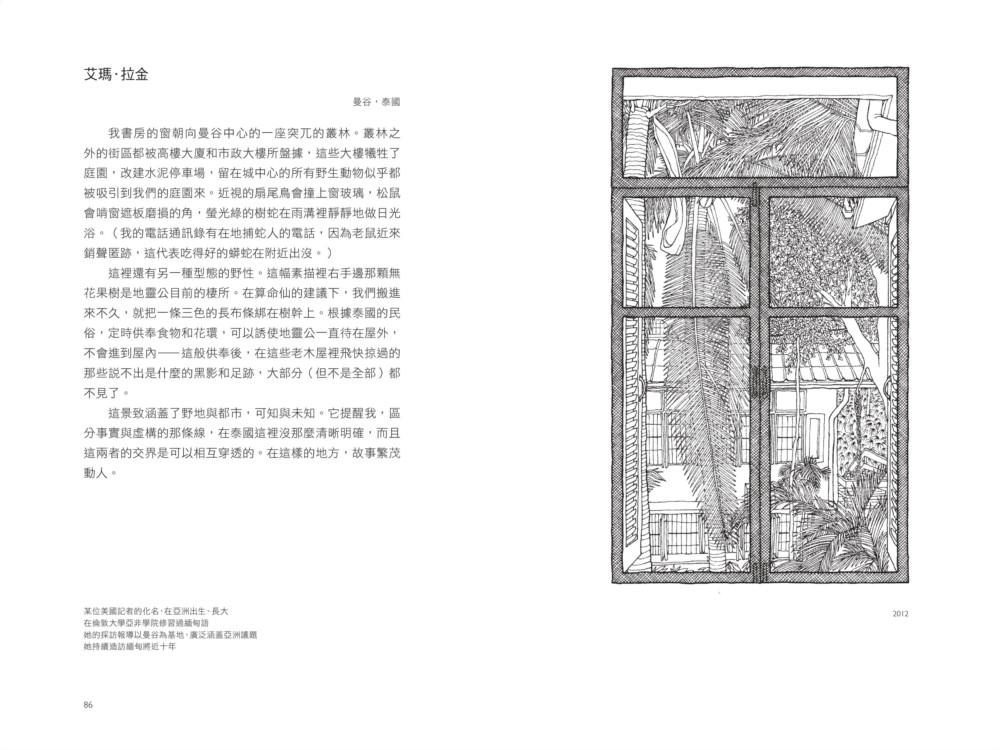 艾瑪·拉金
曼谷，泰國
我書房的窗朝向曼谷中心的一座突兀的叢林。叢林之
外的街區都被高樓大廈和市政大樓所盤據，這些大樓犧牲了
庭園，改建水泥停車場，留在城中心的所有野生動物似乎都
被吸引到我們的庭園來。近視的扇尾鳥會撞上窗玻璃，松鼠
會啃窗遮板磨損的角，螢光綠的樹蛇在雨溝裡靜靜地做日光
浴。（我的電話通訊錄有在地捕蛇人的電話，因為老鼠近來
銷聲匿跡，這代表吃得好的蟒蛇在附近出沒。）
這裡還有另一種型態的野性。這幅素描裡右手邊那顆無
花果樹是地靈公目前的棲所。在算命仙的建議下，我們搬進
來不久，就把一條三色的長布條綁在樹幹上。根據泰國的民
俗，定時供奉食物和花環，可以誘使地靈公一直待在屋外，
不會進到屋內——這般供奉後，在這些老木屋裡飛快掠過的
那些說不出是什麼的黑影和足跡，大部分（但不是全部）都
不見了。
這景致涵蓋了野地與都市，可知與未知。它提醒我，區
分事實與虛構的那條線，在泰國這裡沒那麼清晰明確，而且
這兩者的交界是可以相互穿透的。在這樣的地方，故事繁茂
動人。
某位美國記者的化名，在亞洲出生、長大
在倫敦大學亞非學院修習過緬甸語
她的採訪報導以曼谷為基地，廣泛涵蓋亞洲議題
她持續造訪緬甸將近十年
86
2012